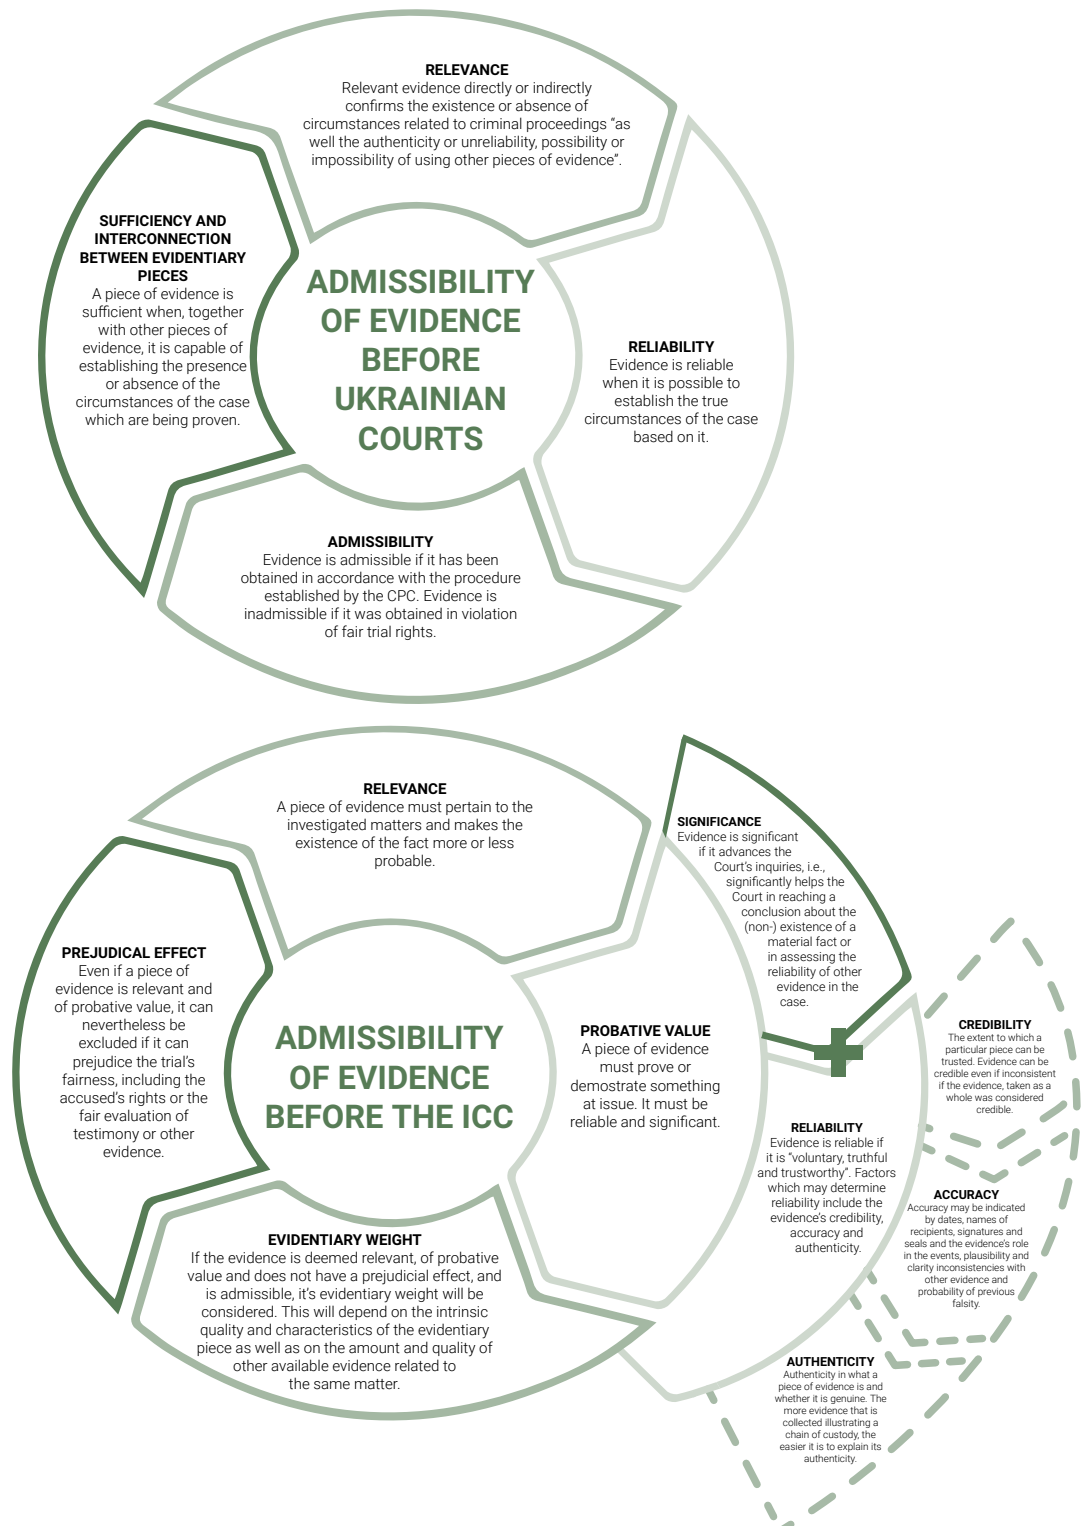 RELEVANCE
Relevant evidence directly or indirectly
confirms the existence or absence of
circumstances related to criminal proceedings “as
well the authenticity or unreliability, possibility or
impossibility of using other pieces of evidence”.
SUFFICIENCY AND
INTERCONNECTION
BETWEEN EVIDENTIARY
PIECES
A piece of evidence is
sufficient when, together
with other pieces of
evidence, it is capable of
establishing the presence
or absence of the
circumstances of the case
which are being proven.
ADMISSIBILITY
OF EVIDENCE
BEFORE
UKRAINIAN
COURTS
RELIABILITY
Evidence is reliable
when it is possible to
establish the true
circumstances of the case
based on it.
ADMISSIBILITY
Evidence is admissible if it has been
obtained in accordance with the procedure
established by the CPC. Evidence is
inadmissible if it was obtained in violation
of fair trial rights.
RELEVANCE
A piece of evidence must pertain to the
investigated matters and makes the
existence of the fact more or less
probable.
SIGNIFICANCE
Evidence is significant
if it advances the
Court's inquiries, i.e.,
significantly helps the
Court in reaching a
conclusion about the
(non-) existence of a
material fact or
in assessing the
reliability of other
evidence in the
case.
PREJUDICAL EFFECT
Even if a piece of
evidence is relevant and
of probative value, it can
nevertheless be
excluded if it can
prejudice the trial's
fairness, including the
accused's rights or the
fair evaluation of
testimony or other
evidence.
ADMISSIBILITY
OF EVIDENCE
BEFORE THE ICC
PROBATIVE VALUE
A piece of evidence
must prove or
demostrate something
at issue. It must be
reliable and significant.
CREDIBILITY
The extent to which a
particular piece can be
trusted. Evidence can be
credible even if inconsistent
if the evidence, taken as a
whole was considered
credible.
RELIABILITY
Evidence is reliable if
it is “voluntary, truthful
and trustworthy”. Factors
which may determine
reliability include the
evidence's credibility,
accuracy and
authenticity.
ACCURACY
Accuracy may be indicated
by dates, names of
recipients, signatures and
seals and the evidence's role
in the events, plausibility and
clarity inconsistencies with
other evidence and
probability of previous
falsity.
EVIDENTIARY WEIGHT
If the evidence is deemed relevant, of probative
value and does not have a prejudicial effect, and
is admissible, it's evidentiary weight will be
considered. This will depend on the intrinsic
quality and characteristics of the evidentiary
piece as well as on the amount and quality of
other available evidence related to
the same matter.
AUTHENTICITY
Authenticity in what a
piece of evidence is and
whether it is genuine. The
more evidence that is
collected illustrating a
chain of custody, the
easier it is to explain its
authenticity.